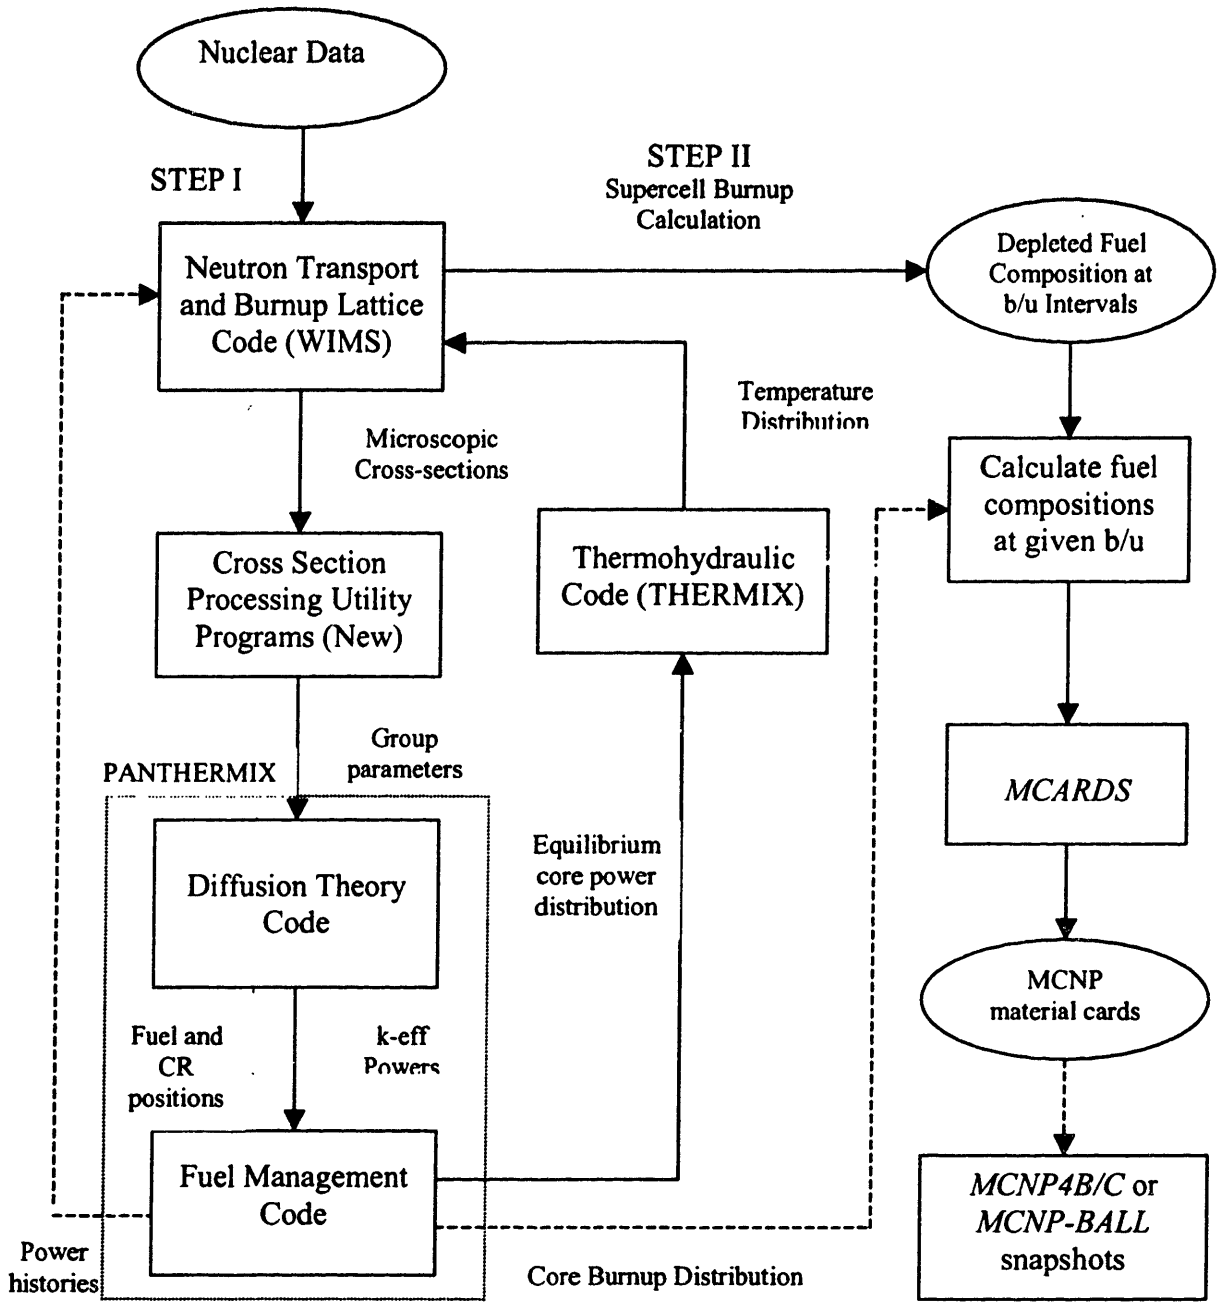 Nuclear Data
STEP I
STEP II
Supercell Burnup
Calculation
Neutron Transport
and Burnup Lattice
Code (WIMS)
Depleted Fuel
Composition at
b/u Intervals
Temperature
Distribution
Microscopic
Cross-sections
Calculate fuel
compositions
at given b/u
Cross Section
Processing Utility
Programs (New)
Thermohydraulic
Code (THERMIX)
Group
parameters
PANTHERMIX
MCARDS
Equilibrium
core power
distribution
Diffusion Theory
Code
MCNP
material cards
Fuel and
CR
positions
k-eff
Powers
Fuel Management
Code
MCNP4B/C or
MCNP-BALL
snapshots
Power
histories
Core Burnup Distribution